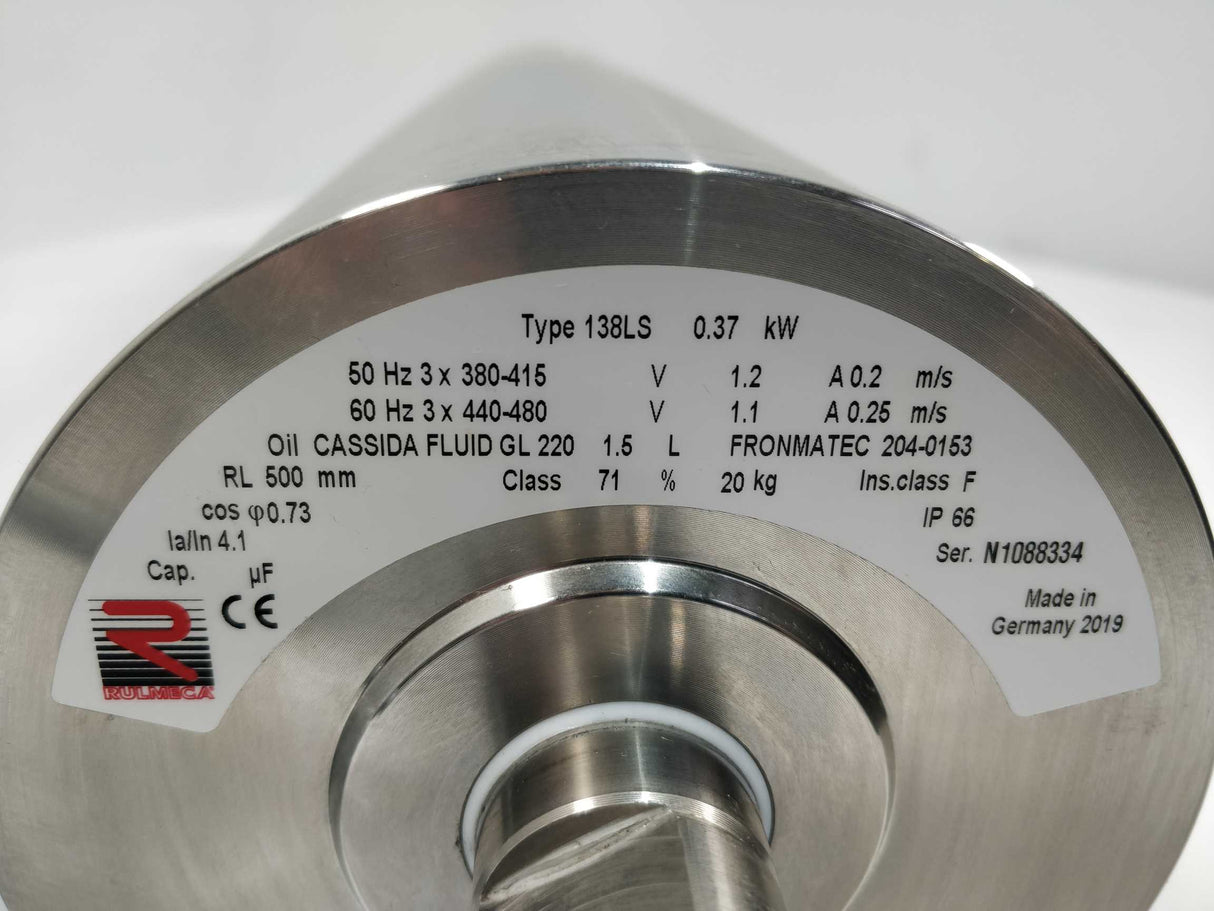 Type 138LS 0.37 kW
50 Hz 3 x 380-415 V 1.2 A 0.2 m/s
60 Hz 3 x 440-480 V 1.1 A 0.25 m/s
Oil CASSIDA FLUID GL 220 1.5 L FRONMATEC 204-0153
RL 500 mm Class 71 % 20 kg Ins.class F
cos φ 0.73 IP 66
Ia/In 4.1 Ser. N1088334
Cap. µF
CE Made in
Germany 2019
R
RULMECA